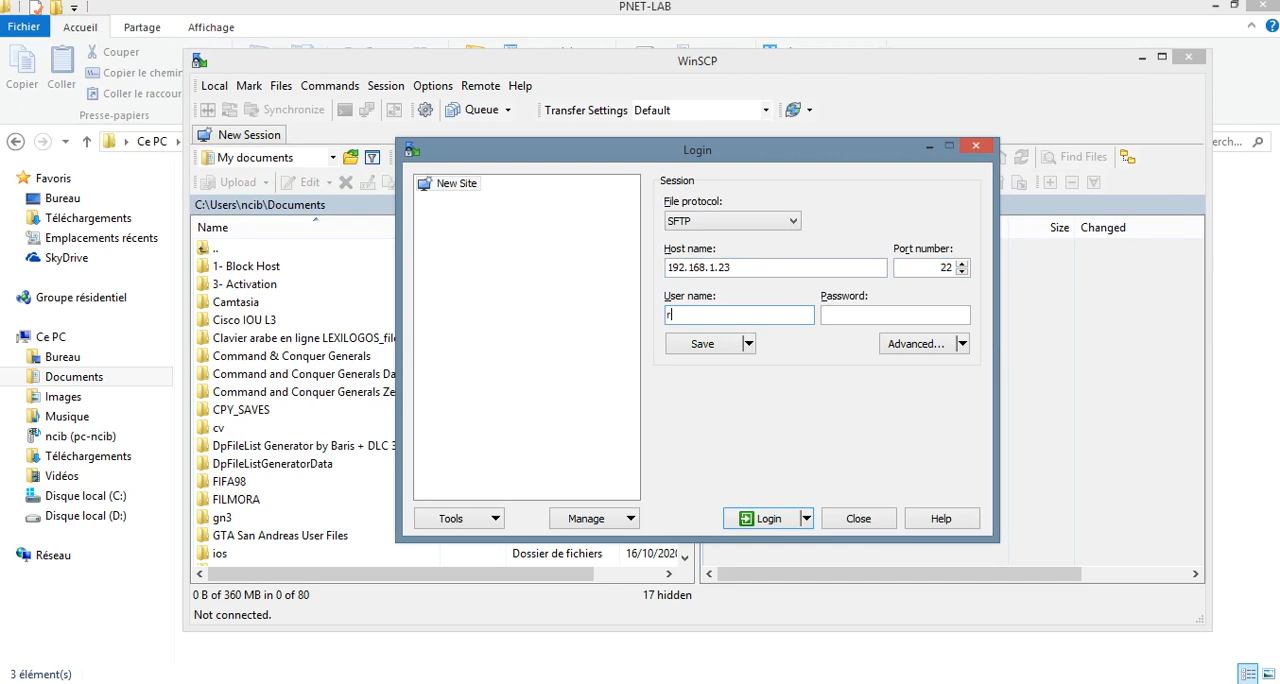 PNET-LAB
Fichier Accueil Partage Affichage
Copier
Coller
Couper
Copier le chemin
Coller le raccour
Presse-papiers
Ce PC
erch...
Favoris
Bureau
Téléchargements
Emplacements récents
SkyDrive
Groupe résidentiel
Ce PC
Bureau
Documents
Images
Musique
ncib (pc-ncib)
Téléchargements
Vidéos
Disque local (C:)
Disque local (D:)
Réseau
3 élément(s)
WinSCP
Local Mark Files Commands Session Options Remote Help
Synchronize Queue Transfer Settings Default
New Session
My documents Find Files
Upload Edit
C:\Users\ncib\Documents
Name Size Changed
..
1- Block Host
3- Activation
Camtasia
Cisco IOU L3
Clavier arabe en ligne LEXILOGOS_file
Command & Conquer Generals
Command and Conquer Generals Da
Command and Conquer Generals Ze
CPY_SAVES
cv
DpFileList Generator by Baris + DLC 3
DpFileListGeneratorData
FIFA98
FILMORA
gn3
GTA San Andreas User Files
ios Dossier de fichiers 16/10/2020
0 B of 360 MB in 0 of 80 17 hidden
Not connected.
Login
New Site
Session
File protocol:
SFTP
Host name: Port number:
192.168.1.23 22
User name: Password:
r
Save Advanced...
Tools Manage Login Close Help